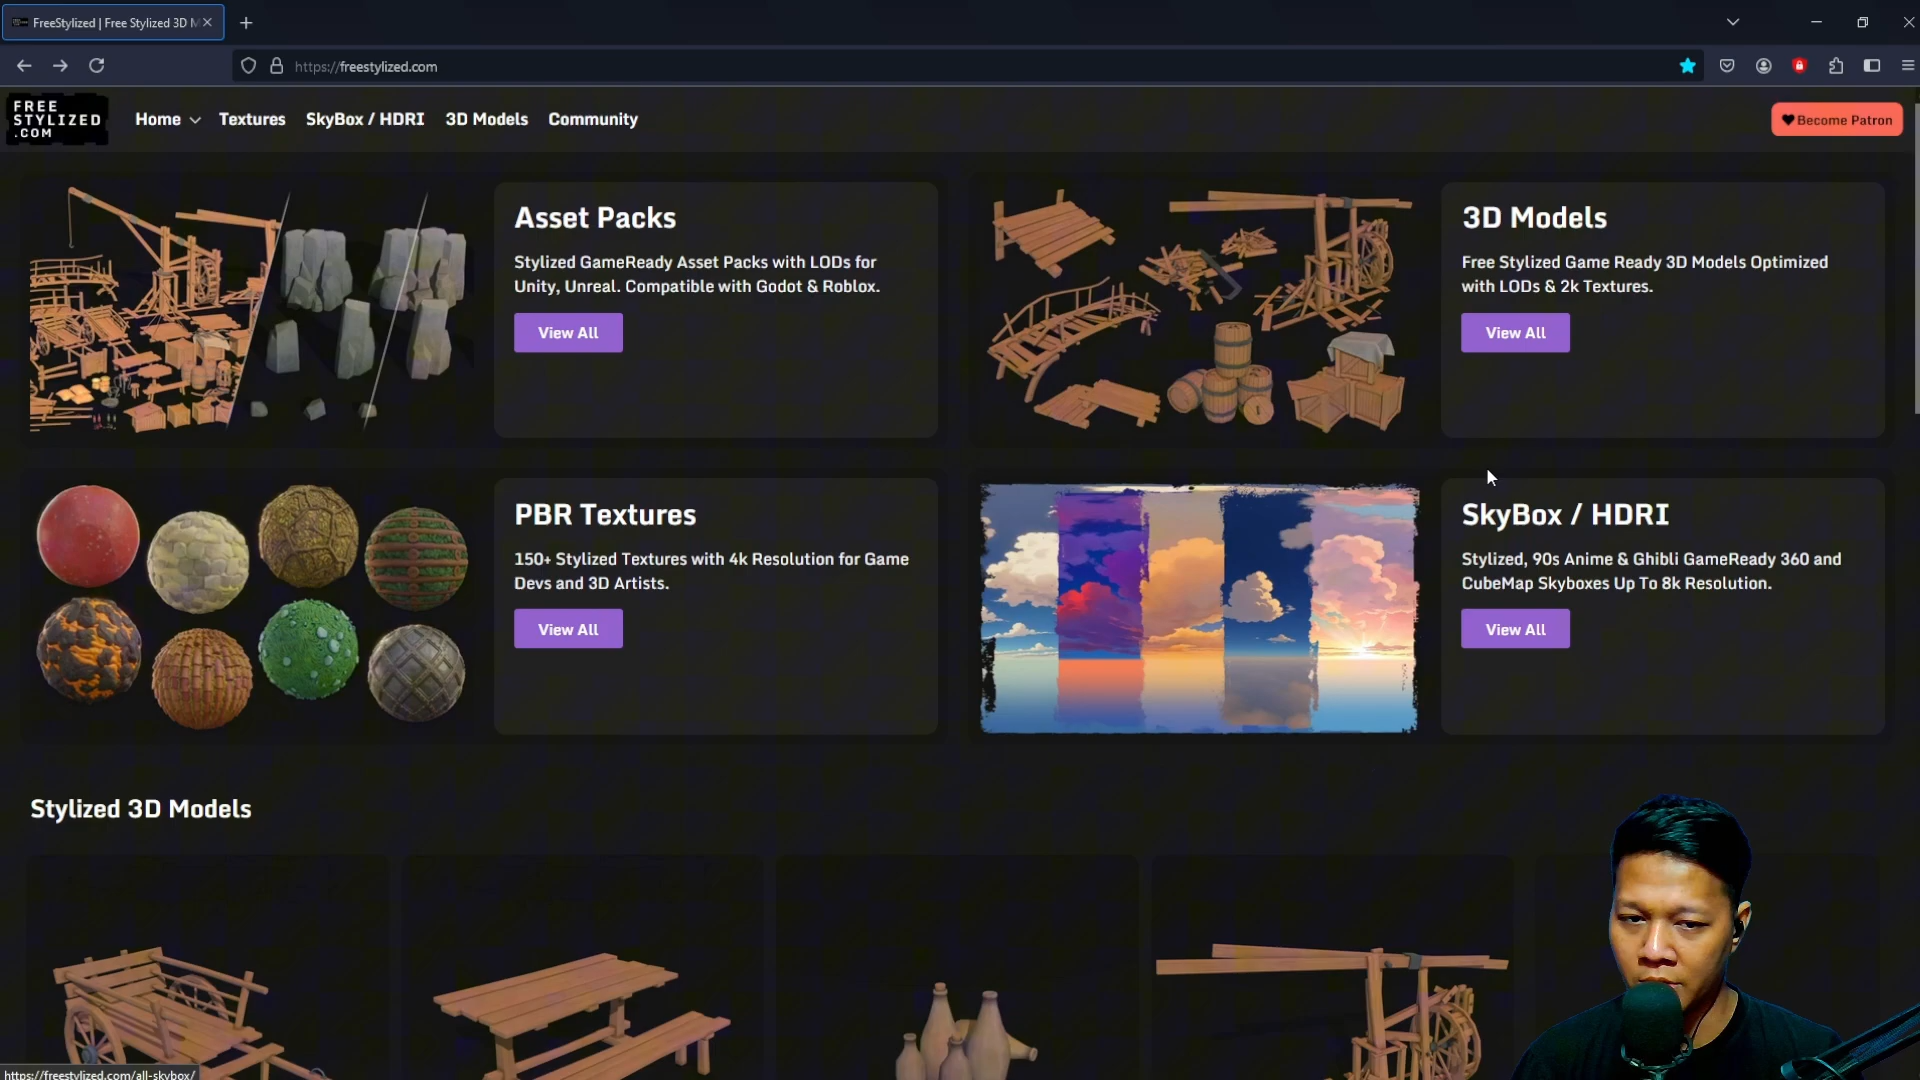 FreeStylized | Free Stylized 3D M
https://freestylized.com
FREE
STYLIZED
.COM
Home
Textures
SkyBox / HDRI
3D Models
Community
Become Patron
Asset Packs
Stylized GameReady Asset Packs with LODs for
Unity, Unreal. Compatible with Godot & Roblox.
View All
3D Models
Free Stylized Game Ready 3D Models Optimized
with LODs & 2k Textures.
View All
PBR Textures
150+ Stylized Textures with 4k Resolution for Game
Devs and 3D Artists.
View All
SkyBox / HDRI
Stylized, 90s Anime & Ghibli GameReady 360 and
CubeMap Skyboxes Up To 8k Resolution.
View All
Stylized 3D Models
https://freestylized.com/all-skybox/